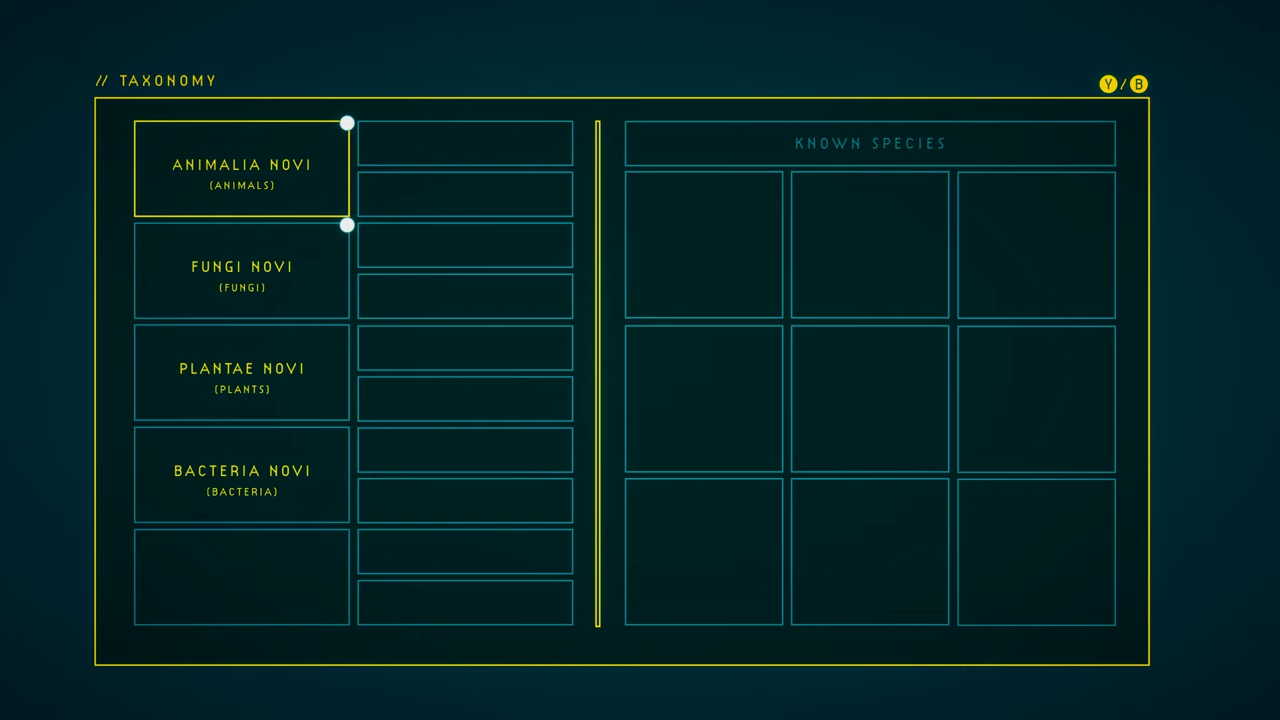 // TAXONOMY
Y / B
ANIMALIA NOVI
(ANIMALS)
FUNGI NOVI
(FUNGI)
PLANTAE NOVI
(PLANTS)
BACTERIA NOVI
(BACTERIA)
KNOWN SPECIES